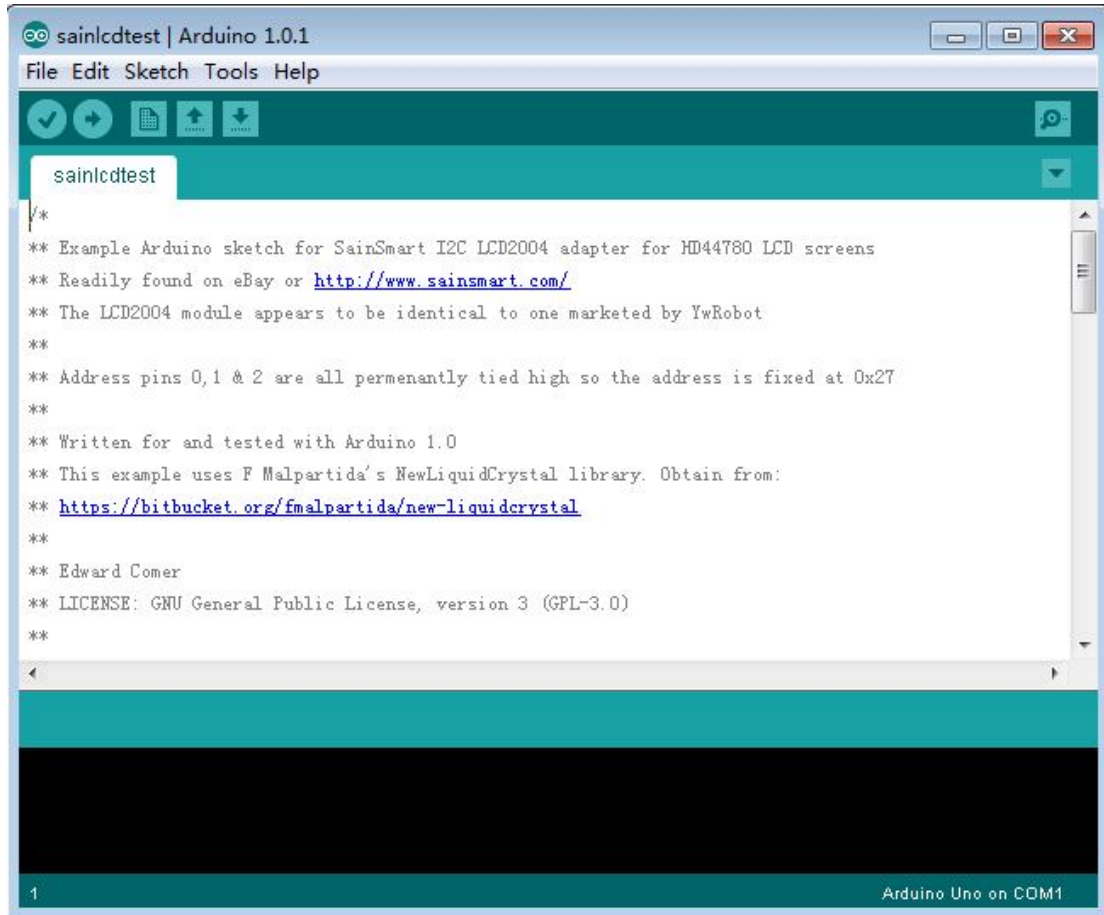 sainlcdtest | Arduino 1.0.1
File Edit Sketch Tools Help
sainlcdtest
/*
** Example Arduino sketch for SainSmart I2C LCD2004 adapter for HD44780 LCD screens
** Readily found on eBay or http://www.sainsmart.com/
** The LCD2004 module appears to be identical to one marketed by YwRobot
**
** Address pins 0,1 & 2 are all permenantly tied high so the address is fixed at 0x27
**
** Written for and tested with Arduino 1.0
** This example uses F Malpartida's NewLiquidCrystal library. Obtain from:
** https://bitbucket.org/fmalpartida/new-liquidcrystal
**
** Edward Comer
** LICENSE: GNU General Public License, version 3 (GPL-3.0)
**
1
Arduino Uno on COM1